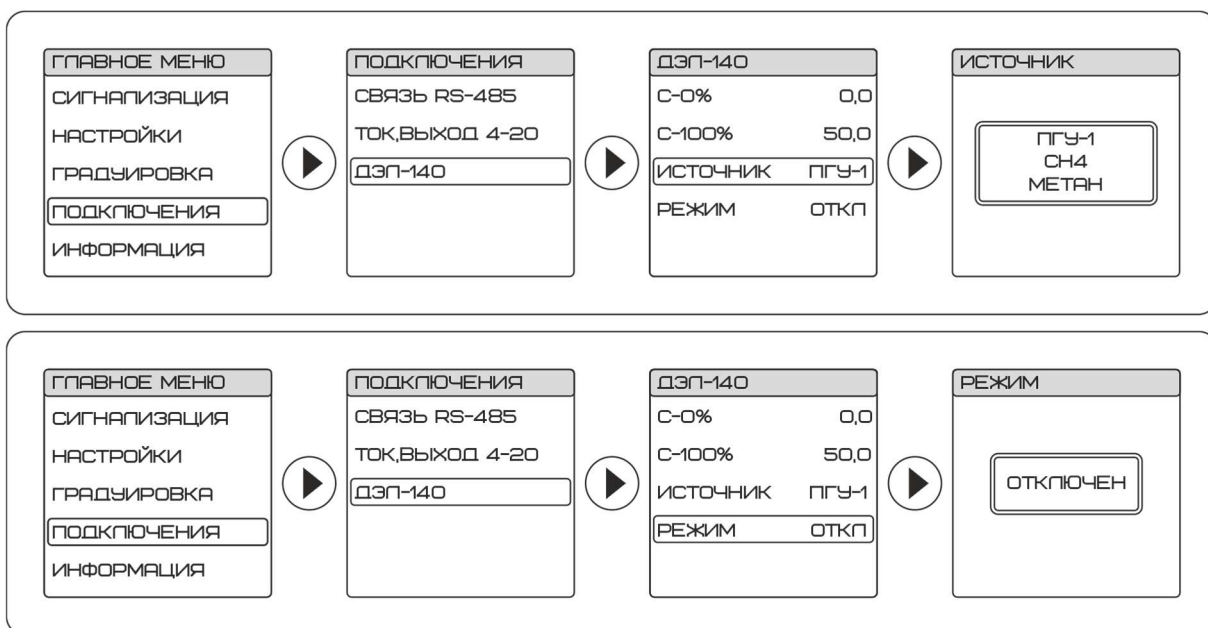 ГЛАВНОЕ МЕНЮ
СИГНАЛИЗАЦИЯ
НАСТРОЙКИ
ГРАДУИРОВКА
ПОДКЛЮЧЕНИЯ
ИНФОРМАЦИЯ
ПОДКЛЮЧЕНИЯ
СВЯЗЬ RS-485
ТОК,ВЫХОД 4-20
ДЭП-140
ДЭП-140
С-0% 0,0
С-100% 50,0
ИСТОЧНИК ПГУ-1
РЕЖИМ ОТКЛ
ИСТОЧНИК
ПГУ-1
CH4
МЕТАН
ГЛАВНОЕ МЕНЮ
СИГНАЛИЗАЦИЯ
НАСТРОЙКИ
ГРАДУИРОВКА
ПОДКЛЮЧЕНИЯ
ИНФОРМАЦИЯ
ПОДКЛЮЧЕНИЯ
СВЯЗЬ RS-485
ТОК,ВЫХОД 4-20
ДЭП-140
ДЭП-140
С-0% 0,0
С-100% 50,0
ИСТОЧНИК ПГУ-1
РЕЖИМ ОТКЛ
РЕЖИМ
ОТКЛЮЧЕН